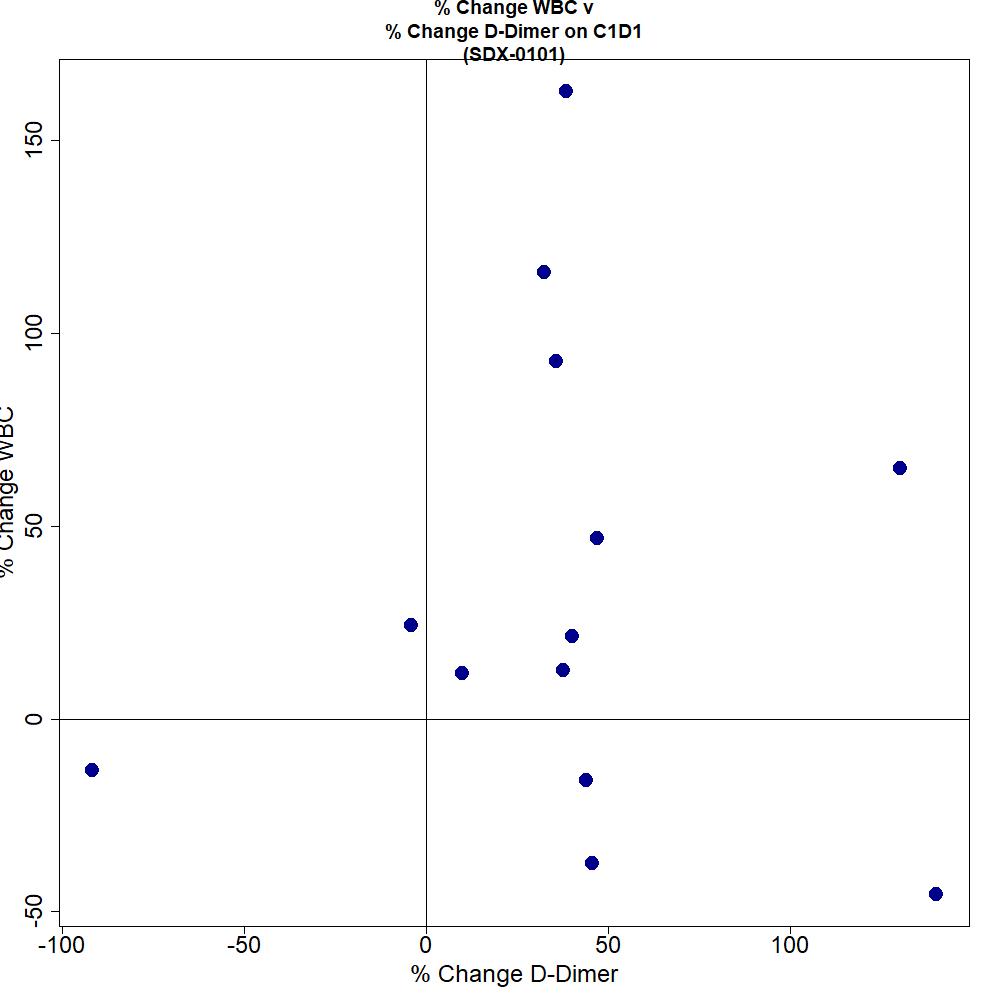 % Change WBC v
% Change D-Dimer on C1D1
(SDX-0101)
150
100
50
0
-50
% Change WBC
-100
-50
0
50
100
% Change D-Dimer